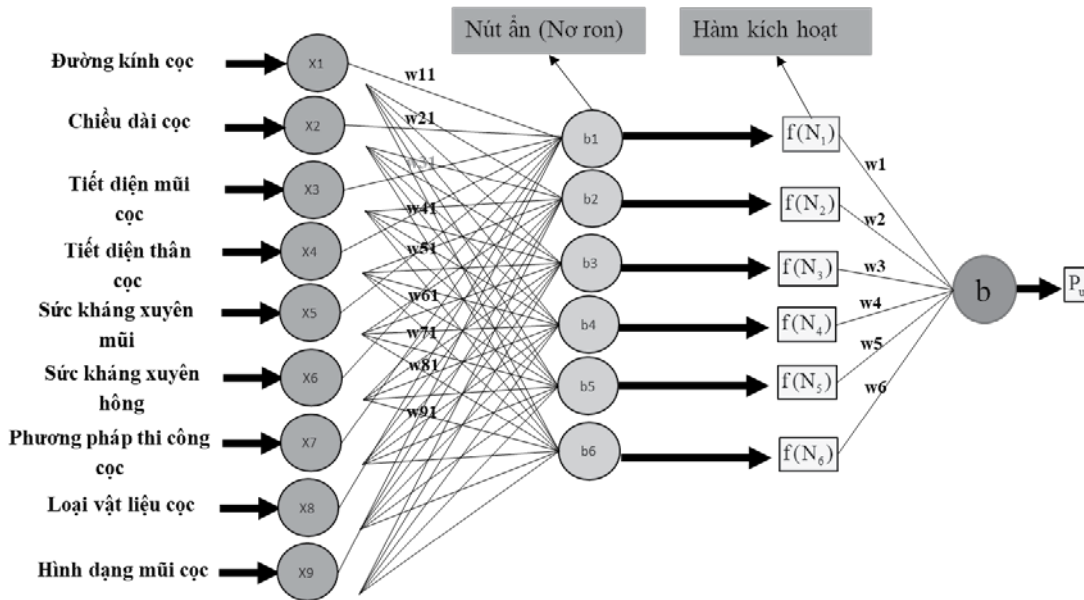 Nút ẩn (Nơ ron)
Hàm kích hoạt
Đường kính cọc
Chiều dài cọc
Tiết diện mũi
cọc
Tiết diện thân
cọc
Sức kháng xuyên
mũi
Sức kháng xuyên
hông
Phương pháp thi công
cọc
Loại vật liệu cọc
Hình dạng mũi cọc
X1
X2
X3
X4
X5
X6
X7
X8
X9
w11
w21
w31
w41
w51
w61
w71
w81
w91
b1
b2
b3
b4
b5
b6
f(N₁)
f(N₂)
f(N₃)
f(N₄)
f(N₅)
f(N₆)
w1
w2
w3
w4
w5
w6
b
Pᵤ